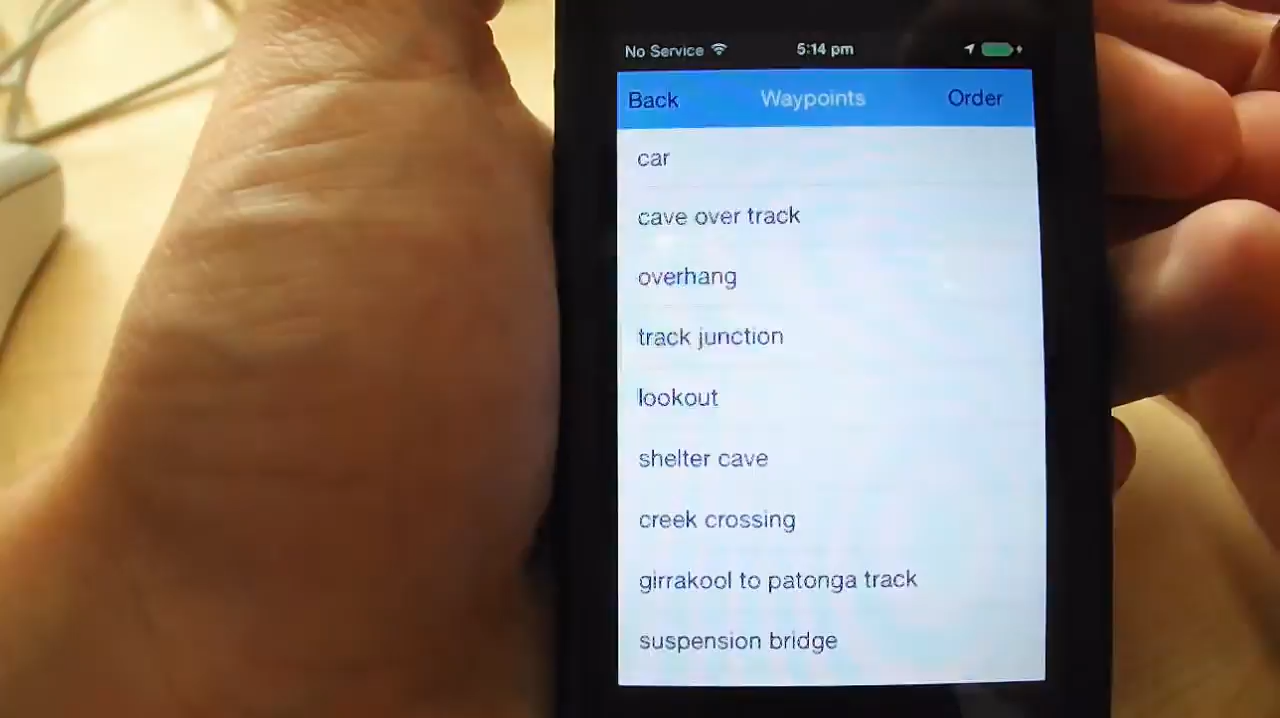 No Service 5:14 pm
Back Waypoints Order
car
cave over track
overhang
track junction
lookout
shelter cave
creek crossing
girrakool to patonga track
suspension bridge